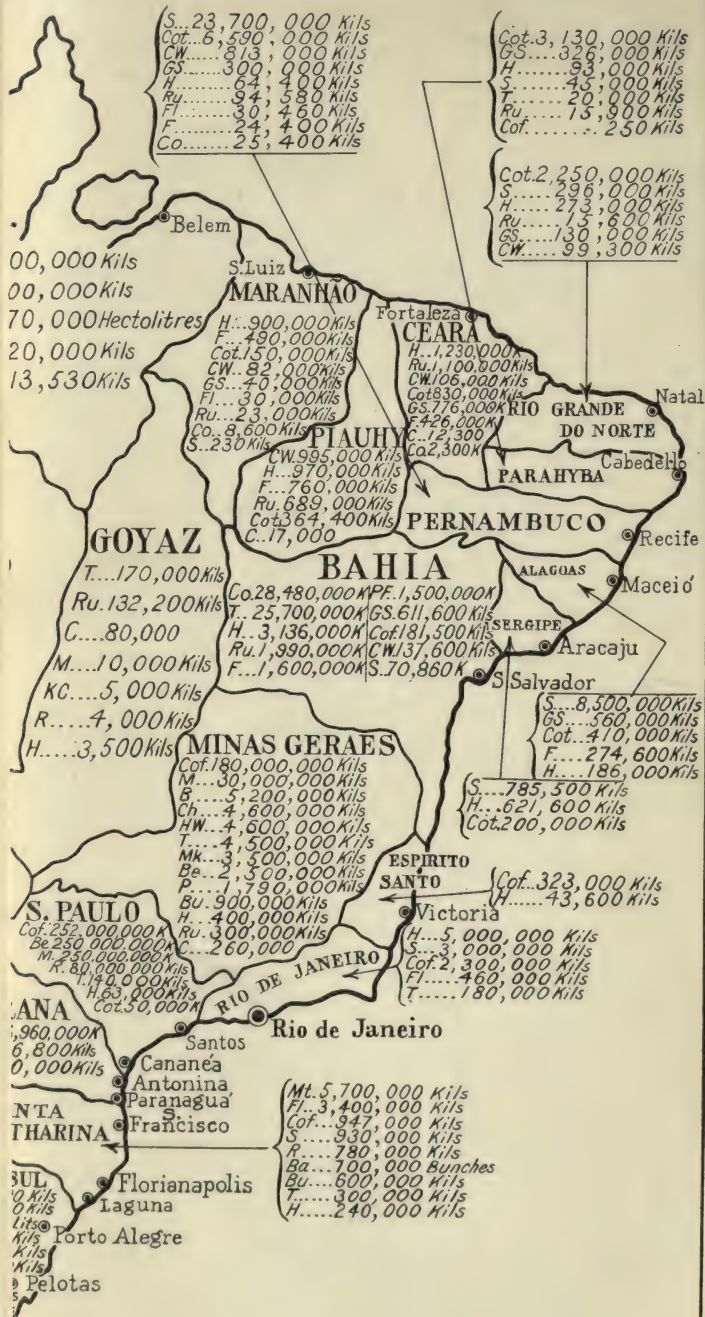 S...23,700,000 Kils
Cot..6,590,000 Kils
CW.....813,000 Kils
GS.....300,000 Kils
H........64,400 Kils
Ru......94,580 Kils
Fl.......30,460 Kils
F........24,400 Kils
Co......25,400 Kils
Cot.3,130,000 Kils
GS....326,000 Kils
H.......93,000 Kils
S.......45,000 Kils
T.......20,000 Kils
Ru.....15,900 Kils
Cof..........250 Kils
Cot.2,250,000 Kils
S.....296,000 Kils
H.....273,000 Kils
Ru......15,600 Kils
GS....130,000 Kils
CW.....99,300 Kils
Belem
00,000 Kils
00,000 Kils
70,000 Hectolitres
20,000 Kils
13,530 Kils
S. Luiz
MARANHÃO
H...900,000 Kils
F...490,000 Kils
Cot.150,000 Kils
CW...82,000 Kils
GS...40,000 Kils
Fl....30,000 Kils
Ru...23,000 Kils
Co...8,600 Kils
S...230 Kils
Fortaleza
CEARÁ
H...1,230,000 K
Ru.1,100,000 Kils
CW.106,000 Kils
Cot.830,000 Kils
GS.776,000 K
F.426,000 K
C...12,300
Co.2,300 K
RIO GRANDE
DO NORTE
Natal
PIAUHY
CW.995,000 Kils
H...970,000 Kils
F...760,000 Kils
Ru.689,000 Kils
Cot.364,400 Kils
C..17,000
PARAHYBA
Cabedello
PERNAMBUCO
Recife
GOYAZ
T....170,000 Kils
Ru.132,200 Kils
C....80,000
M....10,000 Kils
KC....5,000 Kils
R.....4,000 Kils
H.....3,500 Kils
BAHIA
Co.28,480,000 K PF.1,500,000 K
T..25,700,000 K GS.611,600 Kils
H...3,136,000 K Cof.181,500 Kils
Ru.1,990,000 K CW.137,600 Kils
F...1,600,000 K S..70,860 K
ALAGOAS
Maceió
SERGIPE
Aracaju
S. Salvador
S...8,500,000 Kils
GS....560,000 Kils
Cot...410,000 Kils
F.....274,600 Kils
H.....186,000 Kils
S....785,500 Kils
H...621,600 Kils
Cot.200,000 Kils
MINAS GERAES
Cof.180,000,000 Kils
M...30,000,000 Kils
B....5,200,000 Kils
Ch...4,600,000 Kils
HW..4,600,000 Kils
T....4,500,000 Kils
Mk...3,500,000 Kils
Be...2,500,000 Kils
P....1,790,000 Kils
Bu.900,000 Kils
H...400,000 Kils
Ru.300,000 Kils
C...260,000
ESPIRITO
SANTO
Cof..323,000 Kils
H......43,600 Kils
Victoria
S. PAULO
Cof.252,000,000 K
Be.250,000,000 K
M..250,000,000 K
R.80,000,000 Kils
T.140,000 Kils
H.63,000 Kils
Cot.50,000 K
RIO DE JANEIRO
H...5,000,000 Kils
S...3,000,000 Kils
Cof.2,300,000 Kils
Fl....460,000 Kils
T.....180,000 Kils
Rio de Janeiro
Santos
ANA
,960,000 K
6,800 Kils
0,000 Kils
Cananéa
Antonina
Paranaguá
S.
Francisco
NTA
THARINA
Mt.5,700,000 Kils
Fl..3,400,000 Kils
Cof...947,000 Kils
S.....930,000 Kils
R.....780,000 Kils
Ba....700,000 Bunches
Bu....600,000 Kils
T.....300,000 Kils
H.....240,000 Kils
SUL
Florianapolis
Laguna
0 Kils
0 Kils
Lits
Kils
Kils
Kils
Porto Alegre
Pelotas